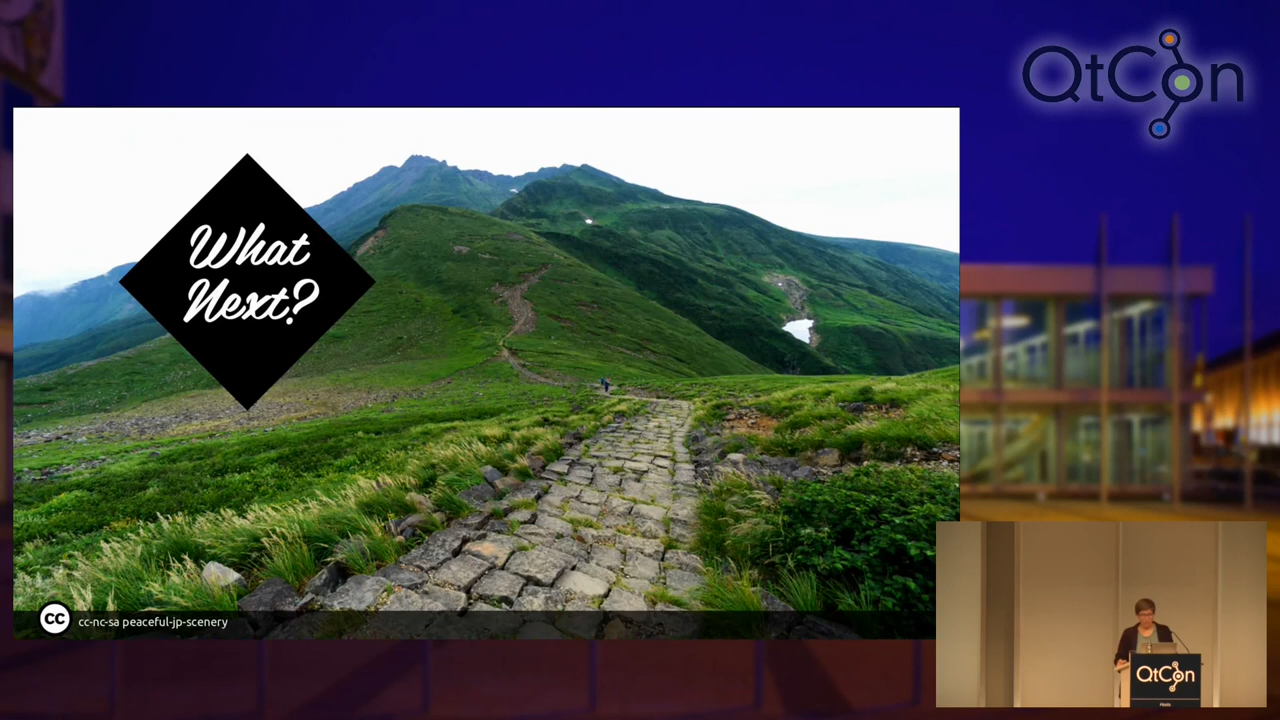 QtCon
What
Next?
cc
cc-nc-sa peaceful-jp-scenery
QtCon